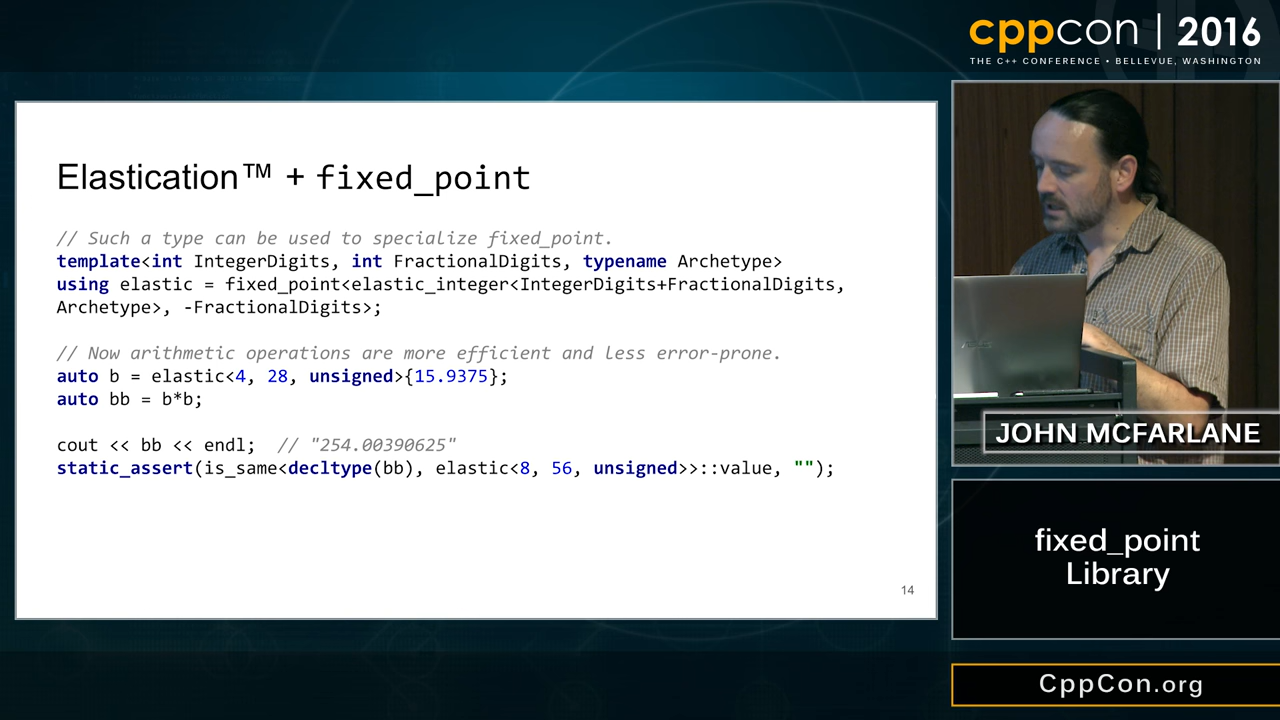 cppcon | 2016
THE C++ CONFERENCE • BELLEVUE, WASHINGTON
Elastication™ + fixed_point
// Such a type can be used to specialize fixed_point.
template<int IntegerDigits, int FractionalDigits, typename Archetype>
using elastic = fixed_point<elastic_integer<IntegerDigits+FractionalDigits,
Archetype>, -FractionalDigits>;
// Now arithmetic operations are more efficient and less error-prone.
auto b = elastic<4, 28, unsigned>{15.9375};
auto bb = b*b;
cout << bb << endl;  // "254.00390625"
static_assert(is_same<decltype(bb), elastic<8, 56, unsigned>>::value, "");
14
JOHN MCFARLANE
fixed_point
Library
CppCon.org